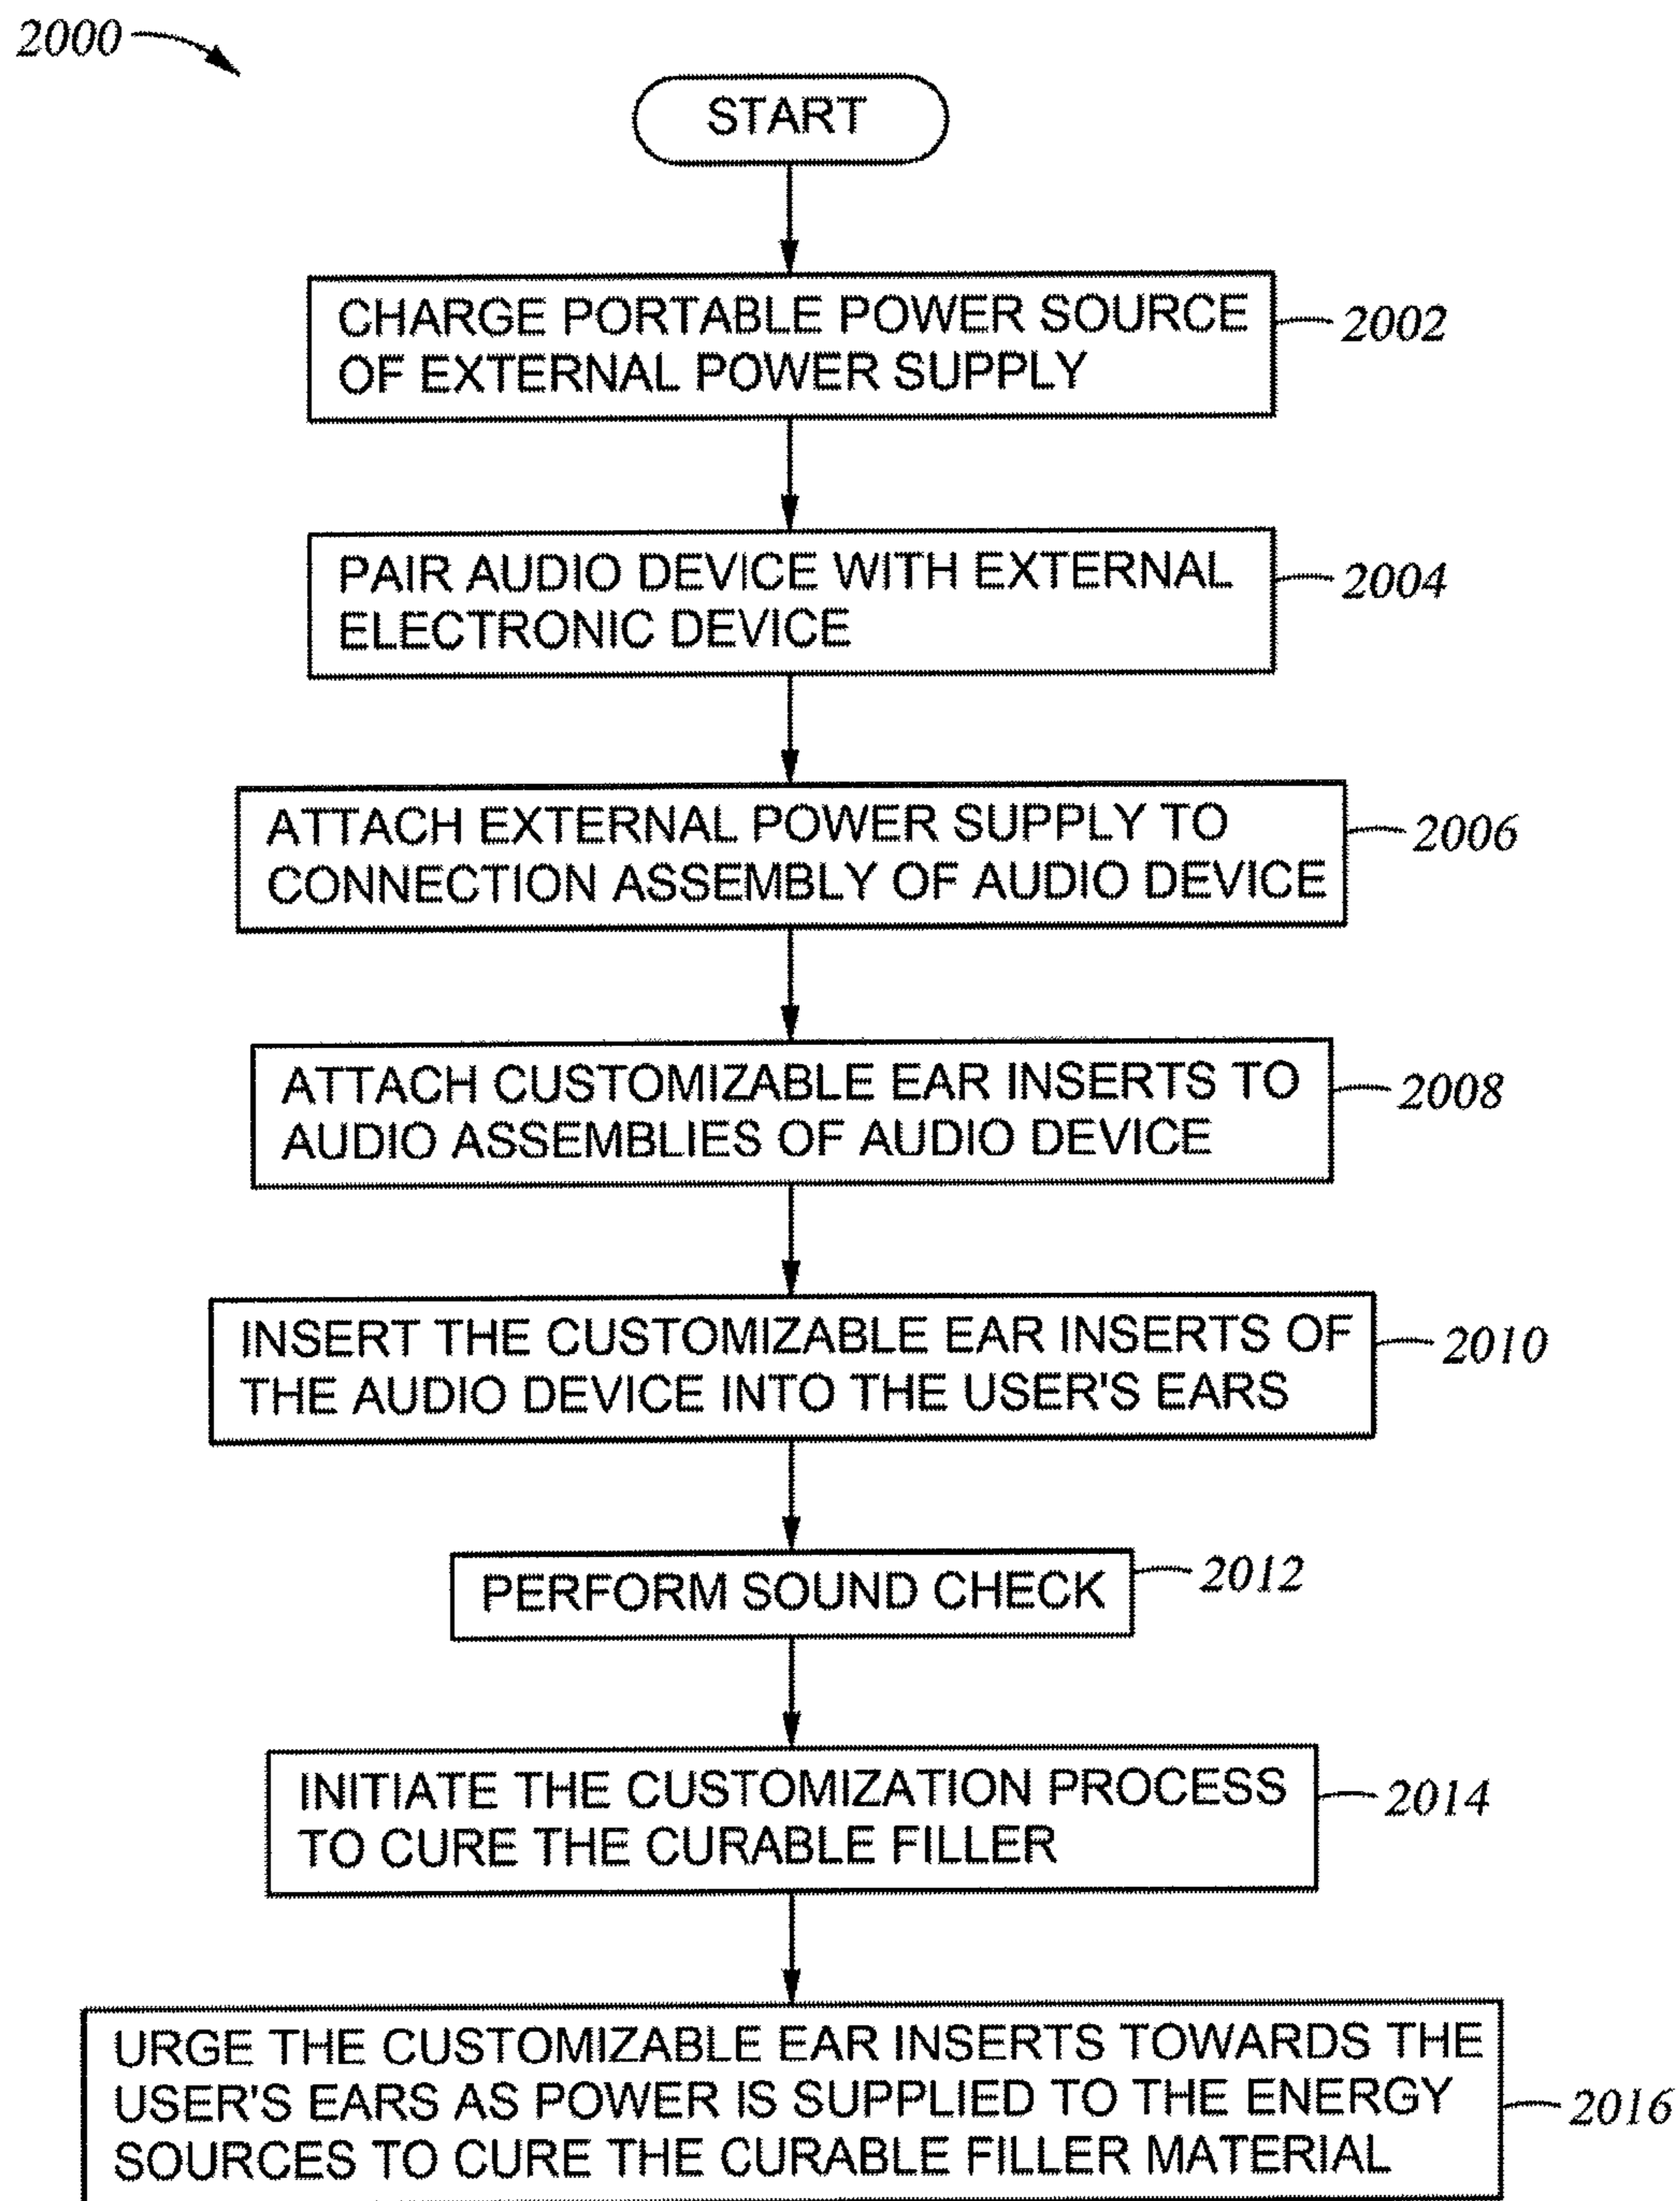 2000
START
CHARGE PORTABLE POWER SOURCE
OF EXTERNAL POWER SUPPLY
2002
PAIR AUDIO DEVICE WITH EXTERNAL
ELECTRONIC DEVICE
2004
ATTACH EXTERNAL POWER SUPPLY TO
CONNECTION ASSEMBLY OF AUDIO DEVICE
2006
ATTACH CUSTOMIZABLE EAR INSERTS TO
AUDIO ASSEMBLIES OF AUDIO DEVICE
2008
INSERT THE CUSTOMIZABLE EAR INSERTS OF
THE AUDIO DEVICE INTO THE USER'S EARS
2010
PERFORM SOUND CHECK
2012
INITIATE THE CUSTOMIZATION PROCESS
TO CURE THE CURABLE FILLER
2014
URGE THE CUSTOMIZABLE EAR INSERTS TOWARDS THE
USER'S EARS AS POWER IS SUPPLIED TO THE ENERGY
SOURCES TO CURE THE CURABLE FILLER MATERIAL
2016